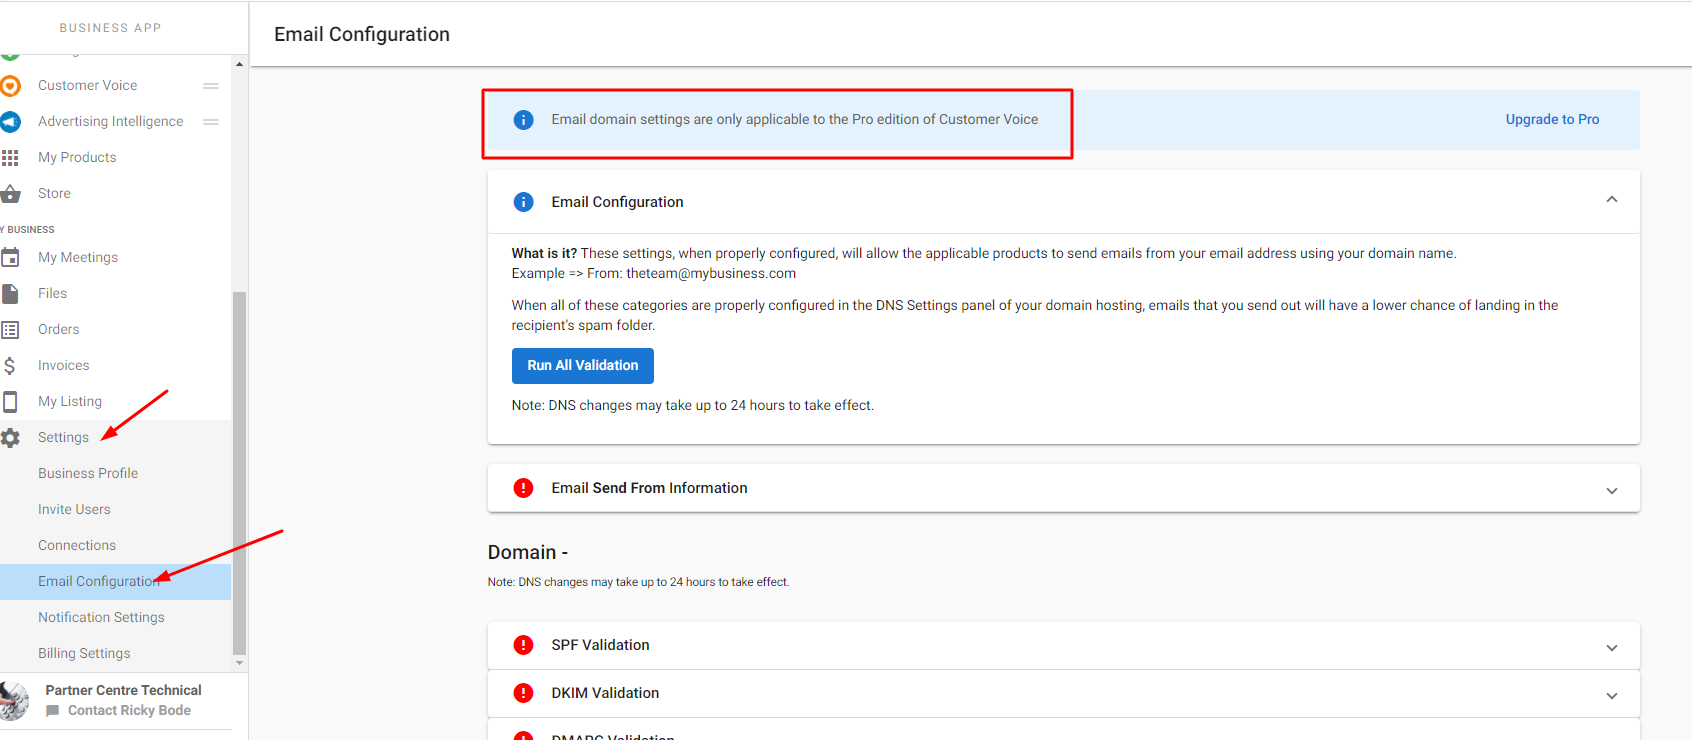 BUSINESS APP
Customer Voice
Advertising Intelligence
My Products
Store
Y BUSINESS
My Meetings
Files
Orders
Invoices
My Listing
Settings
Business Profile
Invite Users
Connections
Email Configuration
Notification Settings
Billing Settings
Partner Centre Technical
Contact Ricky Bode
Email Configuration
Email domain settings are only applicable to the Pro edition of Customer Voice
Upgrade to Pro
Email Configuration
What is it? These settings, when properly configured, will allow the applicable products to send emails from your email address using your domain name.
Example => From: theteam@mybusiness.com
When all of these categories are properly configured in the DNS Settings panel of your domain hosting, emails that you send out will have a lower chance of landing in the
recipient's spam folder.
Run All Validation
Note: DNS changes may take up to 24 hours to take effect.
Email Send From Information
Domain -
Note: DNS changes may take up to 24 hours to take effect.
SPF Validation
DKIM Validation
DMARC Validation